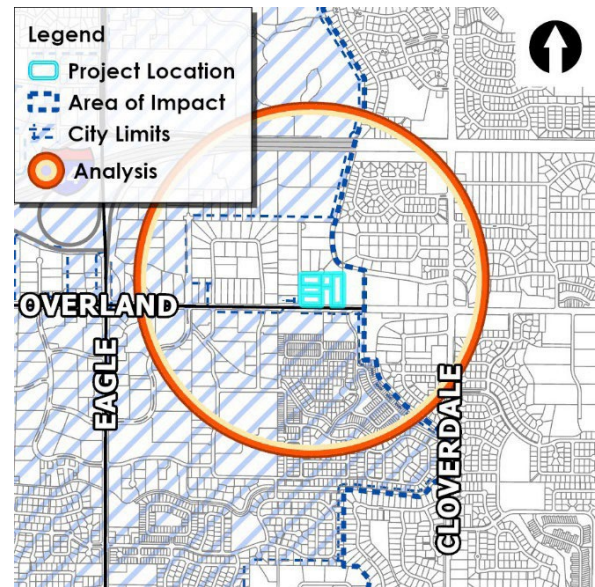 Legend
Project Location
Area of Impact
City Limits
Analysis
OVERLAND
EAGLE
CLOVERDALE